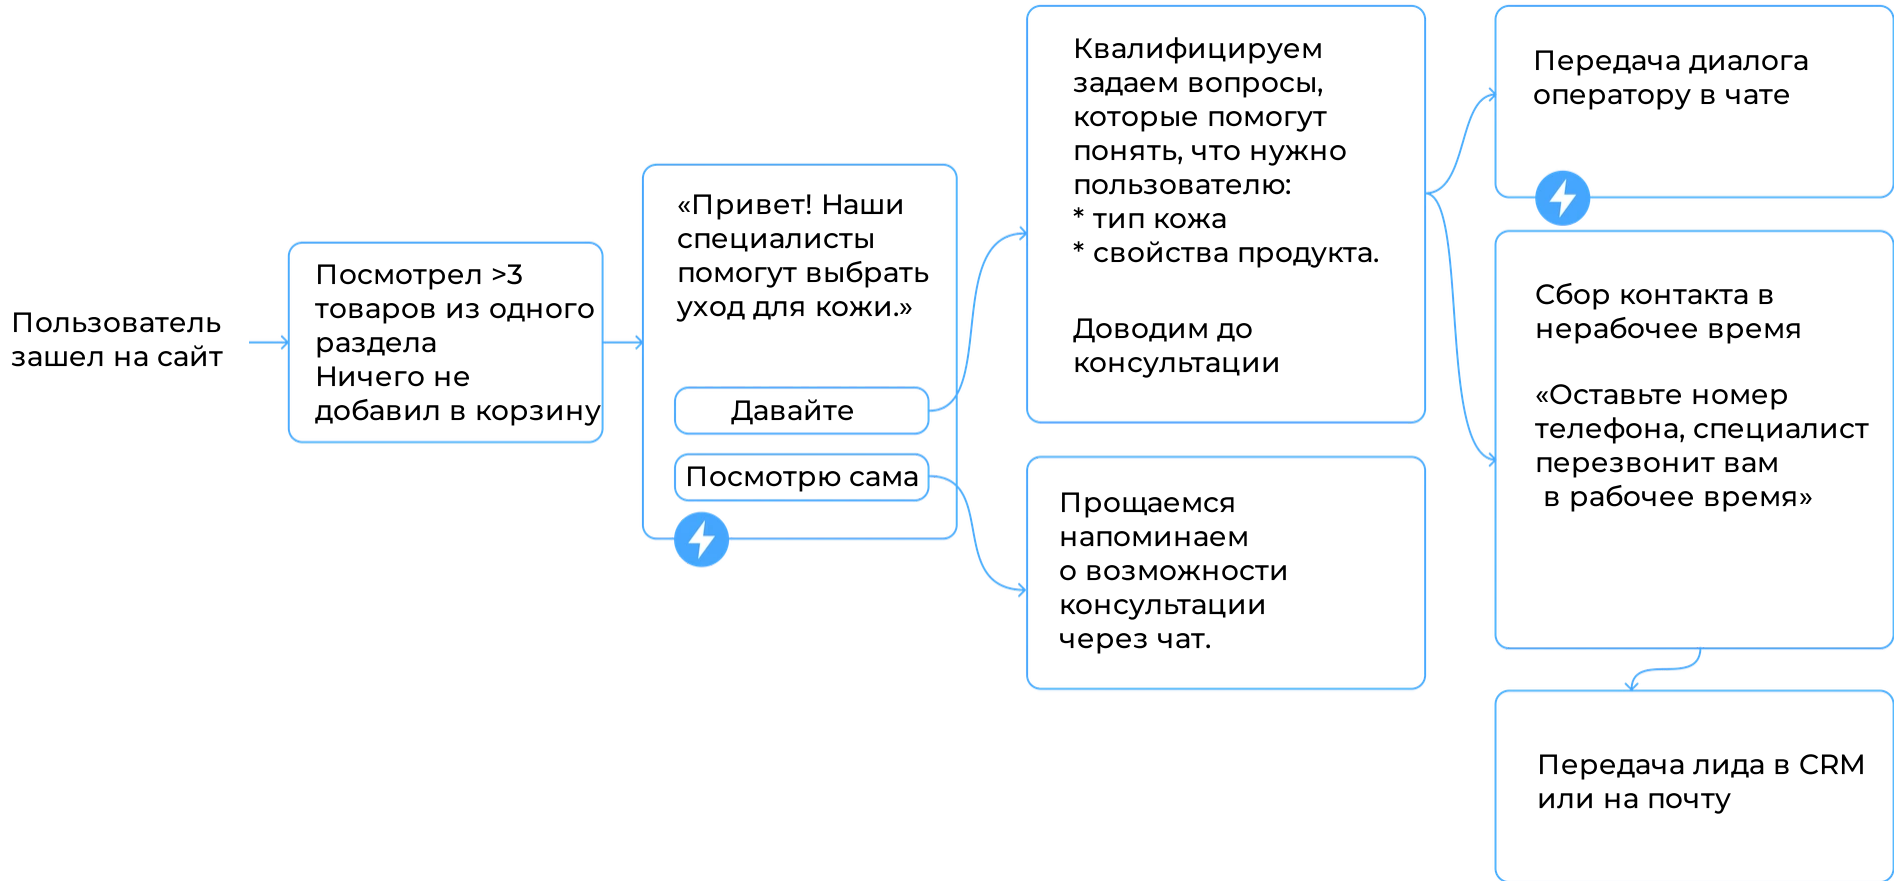 Пользователь
зашел на сайт
Посмотрел >3
товаров из одного
раздела
Ничего не
добавил в корзину
«Привет! Наши
специалисты
помогут выбрать
уход для кожи.»
Давайте
Посмотрю сама
Квалифицируем
задаем вопросы,
которые помогут
понять, что нужно
пользователю:
* тип кожа
* свойства продукта.
Доводим до
консультации
Прощаемся
напоминаем
о возможности
консультации
через чат.
Передача диалога
оператору в чате
Сбор контакта в
нерабочее время
«Оставьте номер
телефона, специалист
перезвонит вам
в рабочее время»
Передача лида в CRM
или на почту